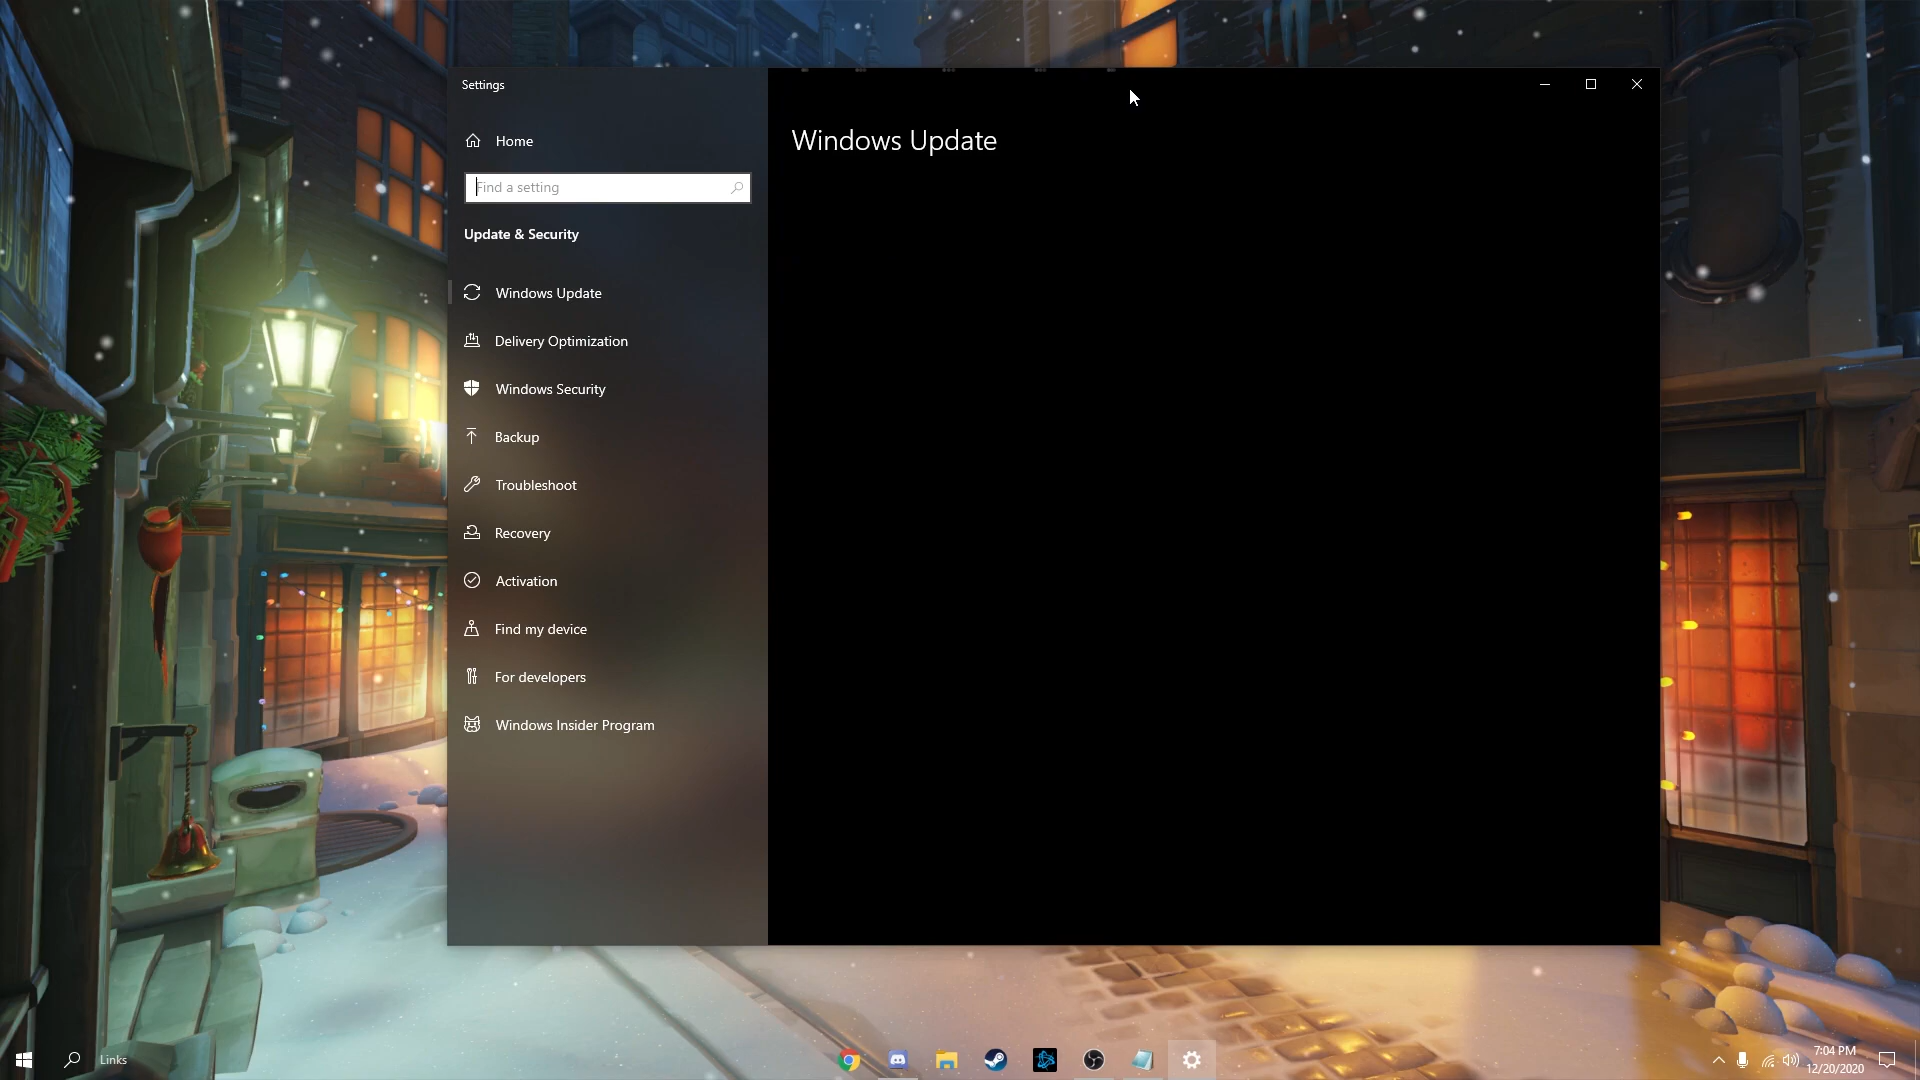 Settings
Home
Find a setting
Update & Security
Windows Update
Delivery Optimization
Windows Security
Backup
Troubleshoot
Recovery
Activation
Find my device
For developers
Windows Insider Program
Windows Update
Links
7:04 PM
12/20/2020